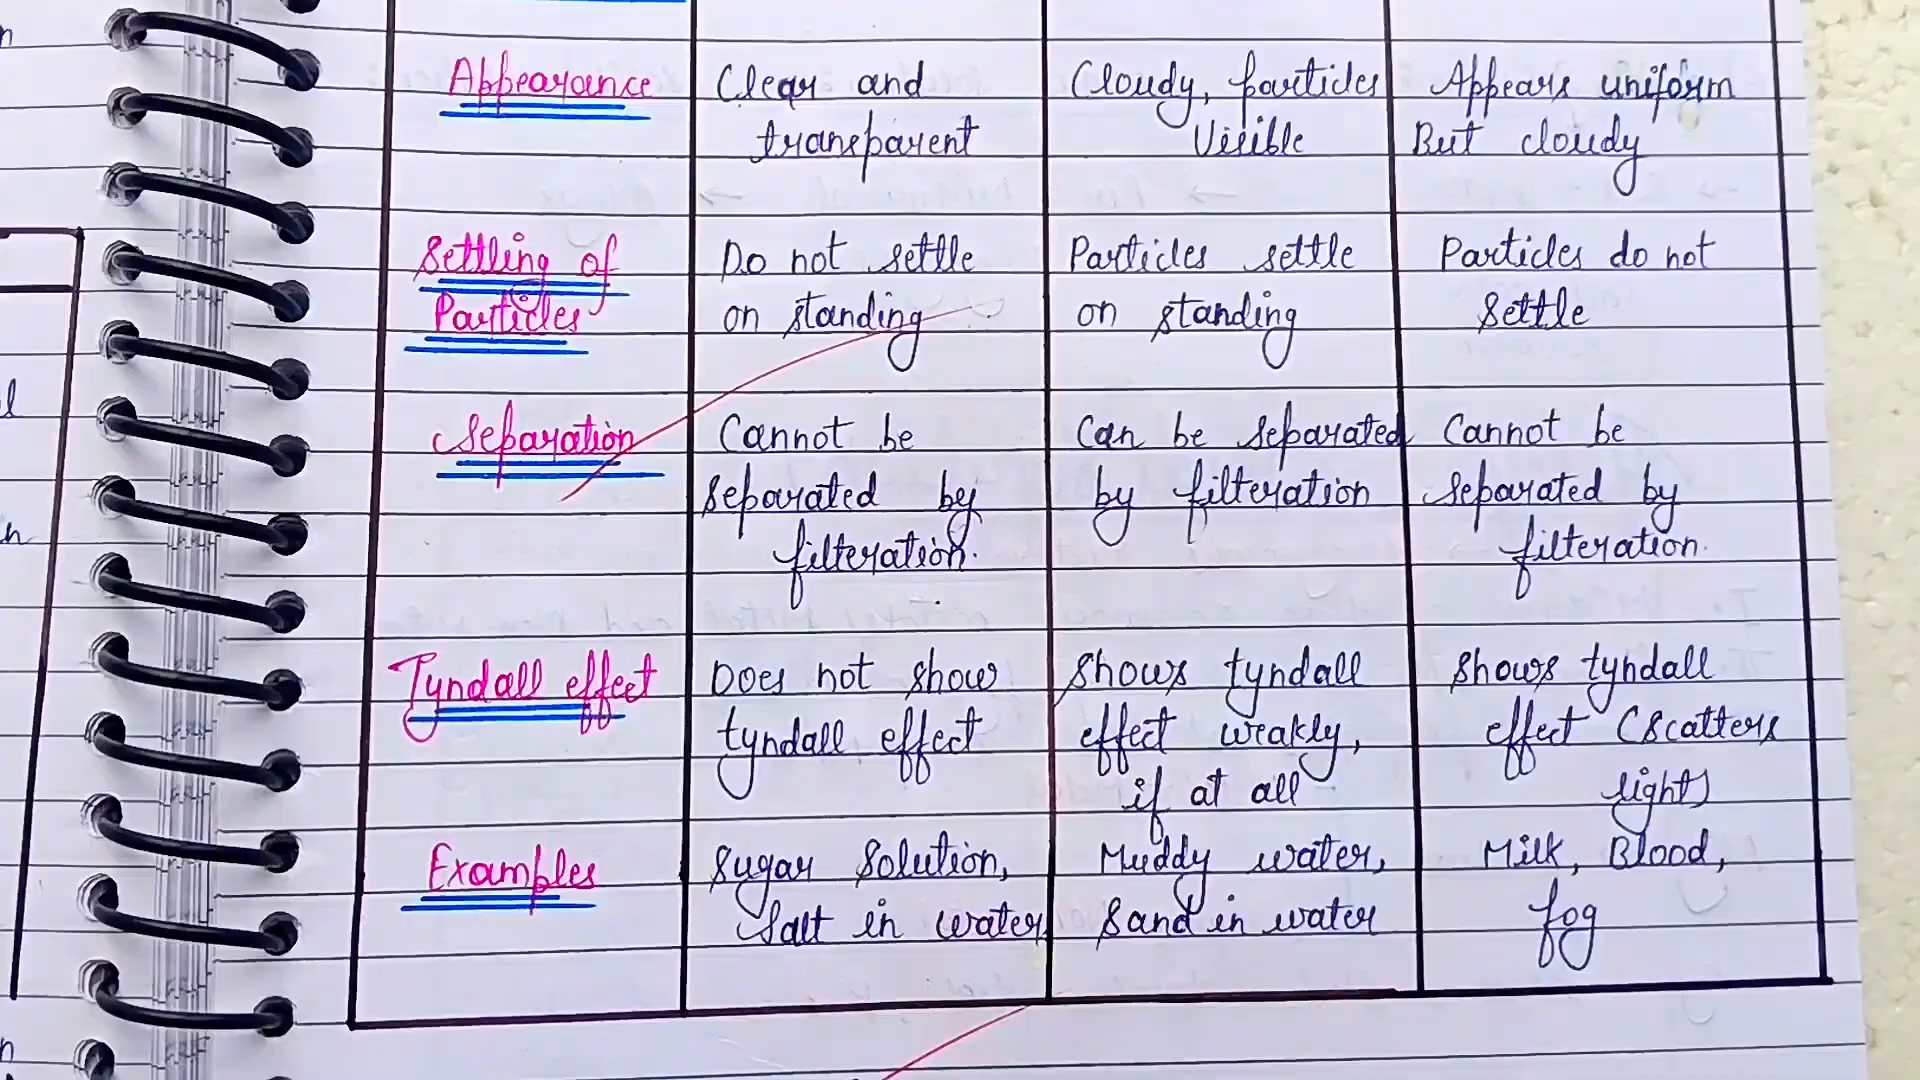 Appearance
Clear and
transparent
Cloudy, particles
Visible
Appears uniform
But cloudy
Settling of
Particles
Do not settle
on standing
Particles settle
on standing
Particles do not
settle
Separation
Cannot be
separated by
filteration.
Can be separated
by filteration
Cannot be
separated by
filteration.
Tyndall effect
Does not show
tyndall effect
shows tyndall
effect weakly,
if at all
shows tyndall
effect (scatters
light)
Examples
Sugar solution,
Salt in water
Muddy water,
Sand in water
Milk, Blood,
fog